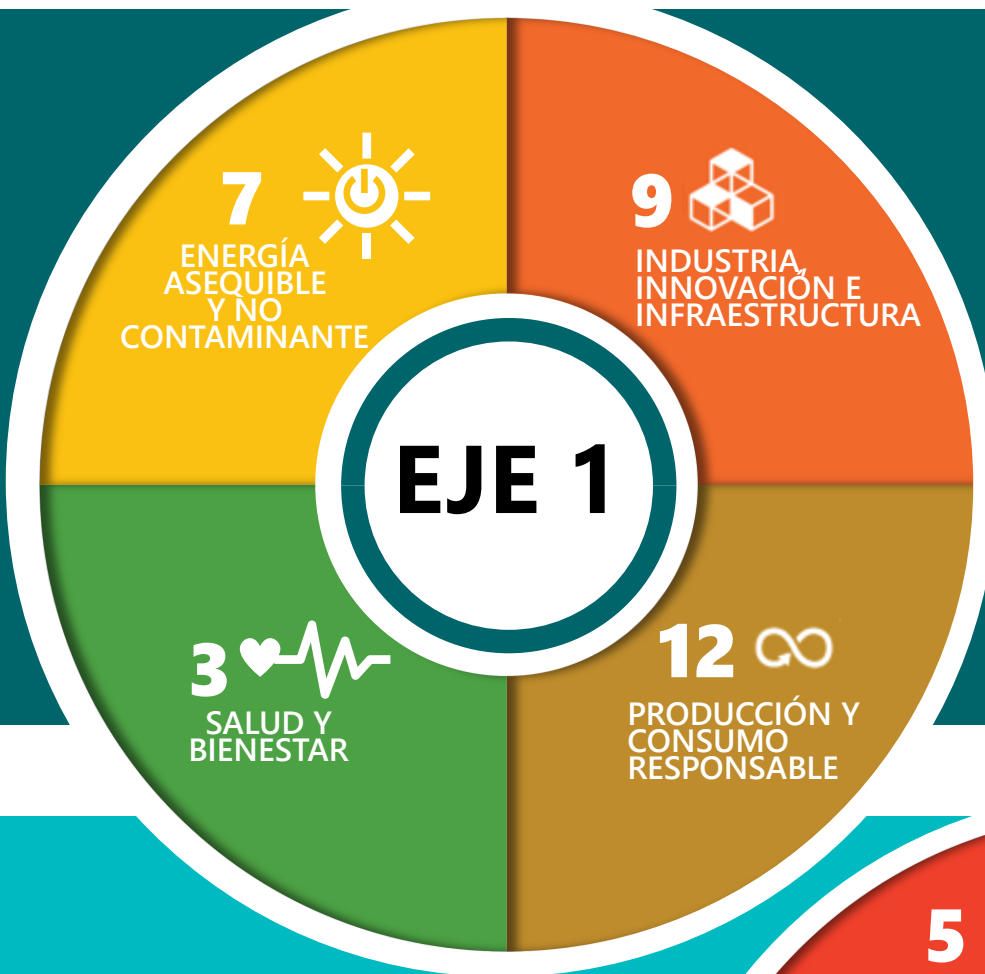 7
ENERGÍA
ASEQUIBLE
Y NO
CONTAMINANTE
9
INDUSTRIA,
INNOVACIÓN E
INFRAESTRUCTURA
EJE 1
3
SALUD Y
BIENESTAR
12
PRODUCCIÓN Y
CONSUMO
RESPONSABLE
5